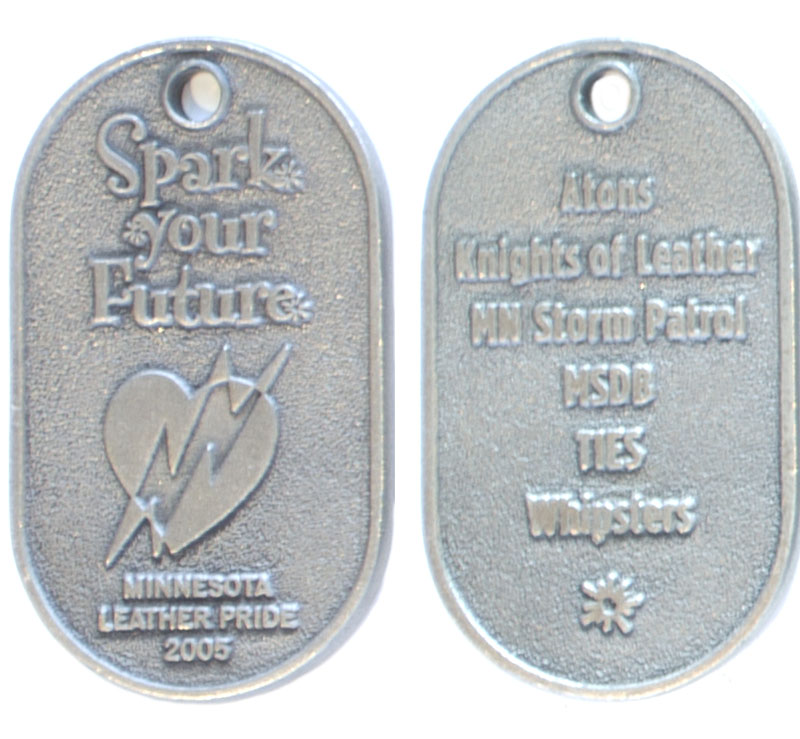 Spark
your
Future
MINNESOTA
LEATHER PRIDE
2005
Atons
Knights of Leather
MN Storm Patrol
MSDB
TIES
Whipsters